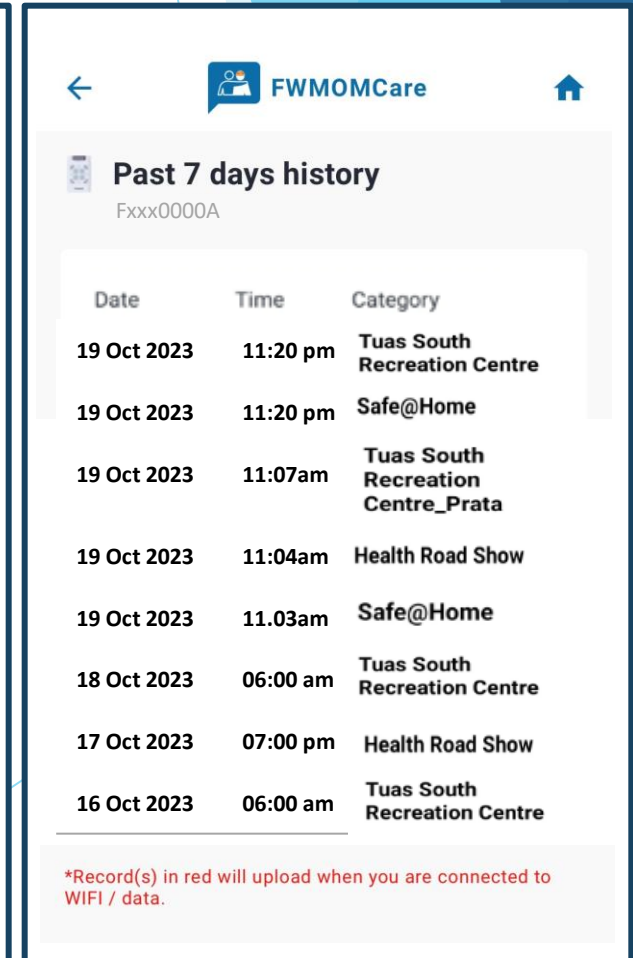 FWMOMCare
Past 7 days history
Fxxx0000A
Date Time Category
19 Oct 2023 11:20 pm Tuas South
Recreation Centre
19 Oct 2023 11:20 pm Safe@Home
19 Oct 2023 11:07am Tuas South
Recreation
Centre_Prata
19 Oct 2023 11:04am Health Road Show
19 Oct 2023 11.03am Safe@Home
18 Oct 2023 06:00 am Tuas South
Recreation Centre
17 Oct 2023 07:00 pm Health Road Show
16 Oct 2023 06:00 am Tuas South
Recreation Centre
*Record(s) in red will upload when you are connected to
WIFI / data.